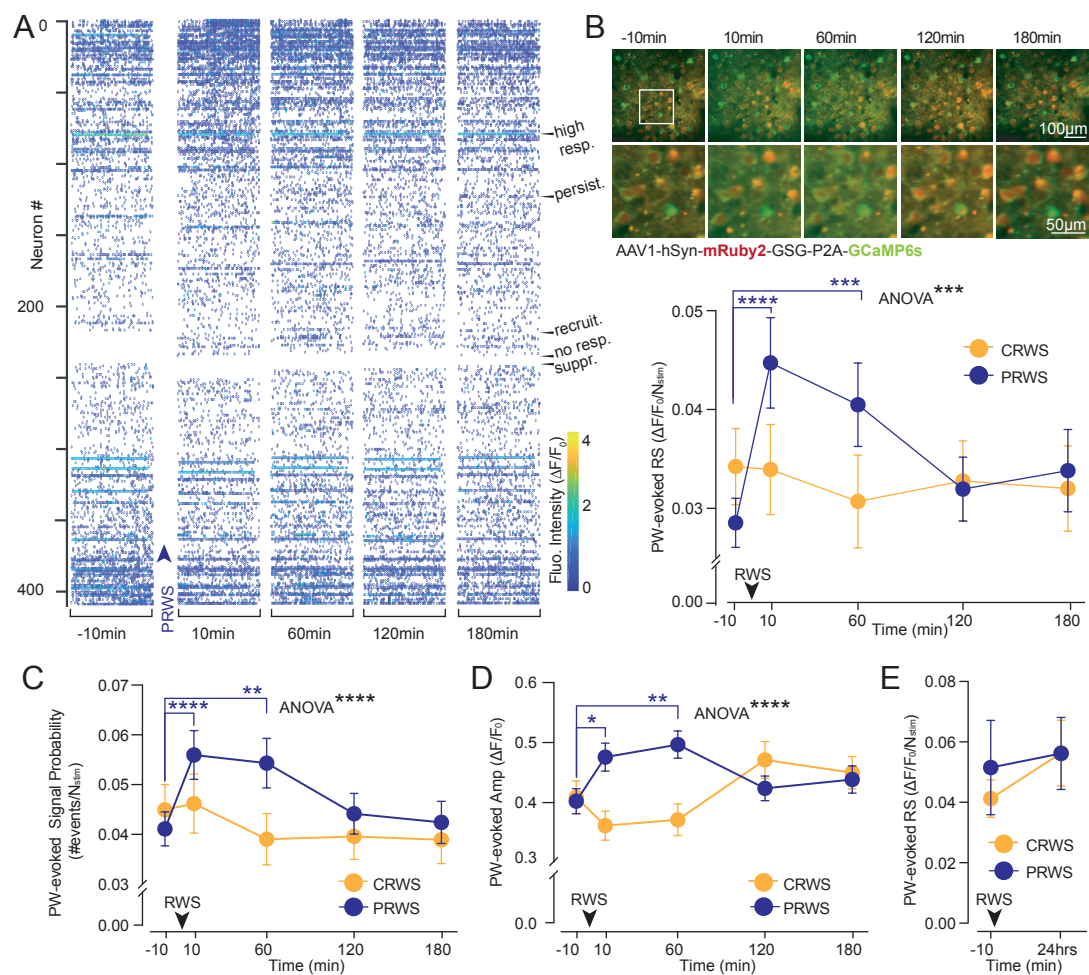 A
0
200
400
Neuron #
high
resp.
persist.
recruit.
no resp.
suppr.
Fluo. Intensity (ΔF/F0)
4
2
0
PRWS
-10min
10min
60min
120min
180min
B
-10min
10min
60min
120min
180min
100µm
50µm
AAV1-hSyn-mRuby2-GSG-P2A-GCaMP6s
***
****
ANOVA***
CRWS
PRWS
PW-evoked RS (ΔF/F0/Nstim)
0.05
0.04
0.03
0.00
RWS
-10
10
60
120
180
Time (min)
C
PW-evoked Signal Probability
(#events/Nstim)
0.07
0.06
0.05
0.04
0.03
0.00
**
****
ANOVA****
CRWS
PRWS
RWS
-10
10
60
120
180
Time (min)
D
PW-evoked Amp (ΔF/F0)
0.6
0.5
0.4
0.3
0.0
**
*
ANOVA****
CRWS
PRWS
RWS
-10
10
60
120
180
Time (min)
E
PW-evoked RS (ΔF/F0/Nstim)
0.08
0.06
0.04
0.02
0.0
CRWS
PRWS
RWS
-10
24hrs
Time (min)